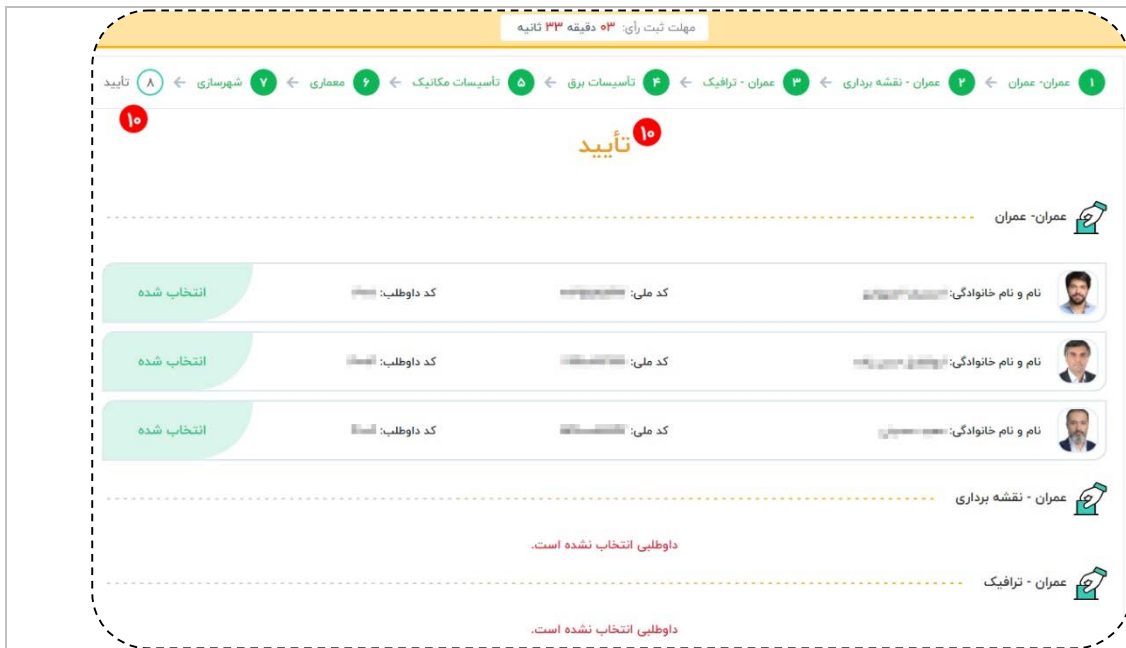 مهلت ثبت رأی: ۰۳ دقیقه ۳۳ ثانیه
۱ عمران- عمران ← ۲ عمران - نقشه برداری ← ۳ عمران - ترافیک ← ۴ تأسیسات برق ← ۵ تأسیسات مکانیک ← ۶ معماری ← ۷ شهرسازی ← ۸ تأیید
۱۰
۱۰ تأیید
عمران- عمران
نام و نام خانوادگی: کد ملی: کد داوطلب: انتخاب شده
نام و نام خانوادگی: کد ملی: کد داوطلب: انتخاب شده
نام و نام خانوادگی: کد ملی: کد داوطلب: انتخاب شده
عمران - نقشه برداری
داوطلبی انتخاب نشده است.
عمران - ترافیک
داوطلبی انتخاب نشده است.